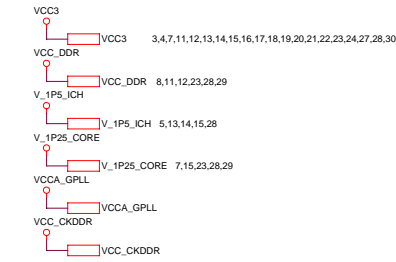 VCC3
VCC3 3,4,7,11,12,13,14,15,16,17,18,19,20,21,22,23,24,27,28,30
VCC_DDR
VCC_DDR 8,11,12,23,28,29
V_1P5_ICH
V_1P5_ICH 5,13,14,15,28
V_1P25_CORE
V_1P25_CORE 7,15,23,28,29
VCCA_GPLL
VCCA_GPLL
VCC_CKDDR
VCC_CKDDR